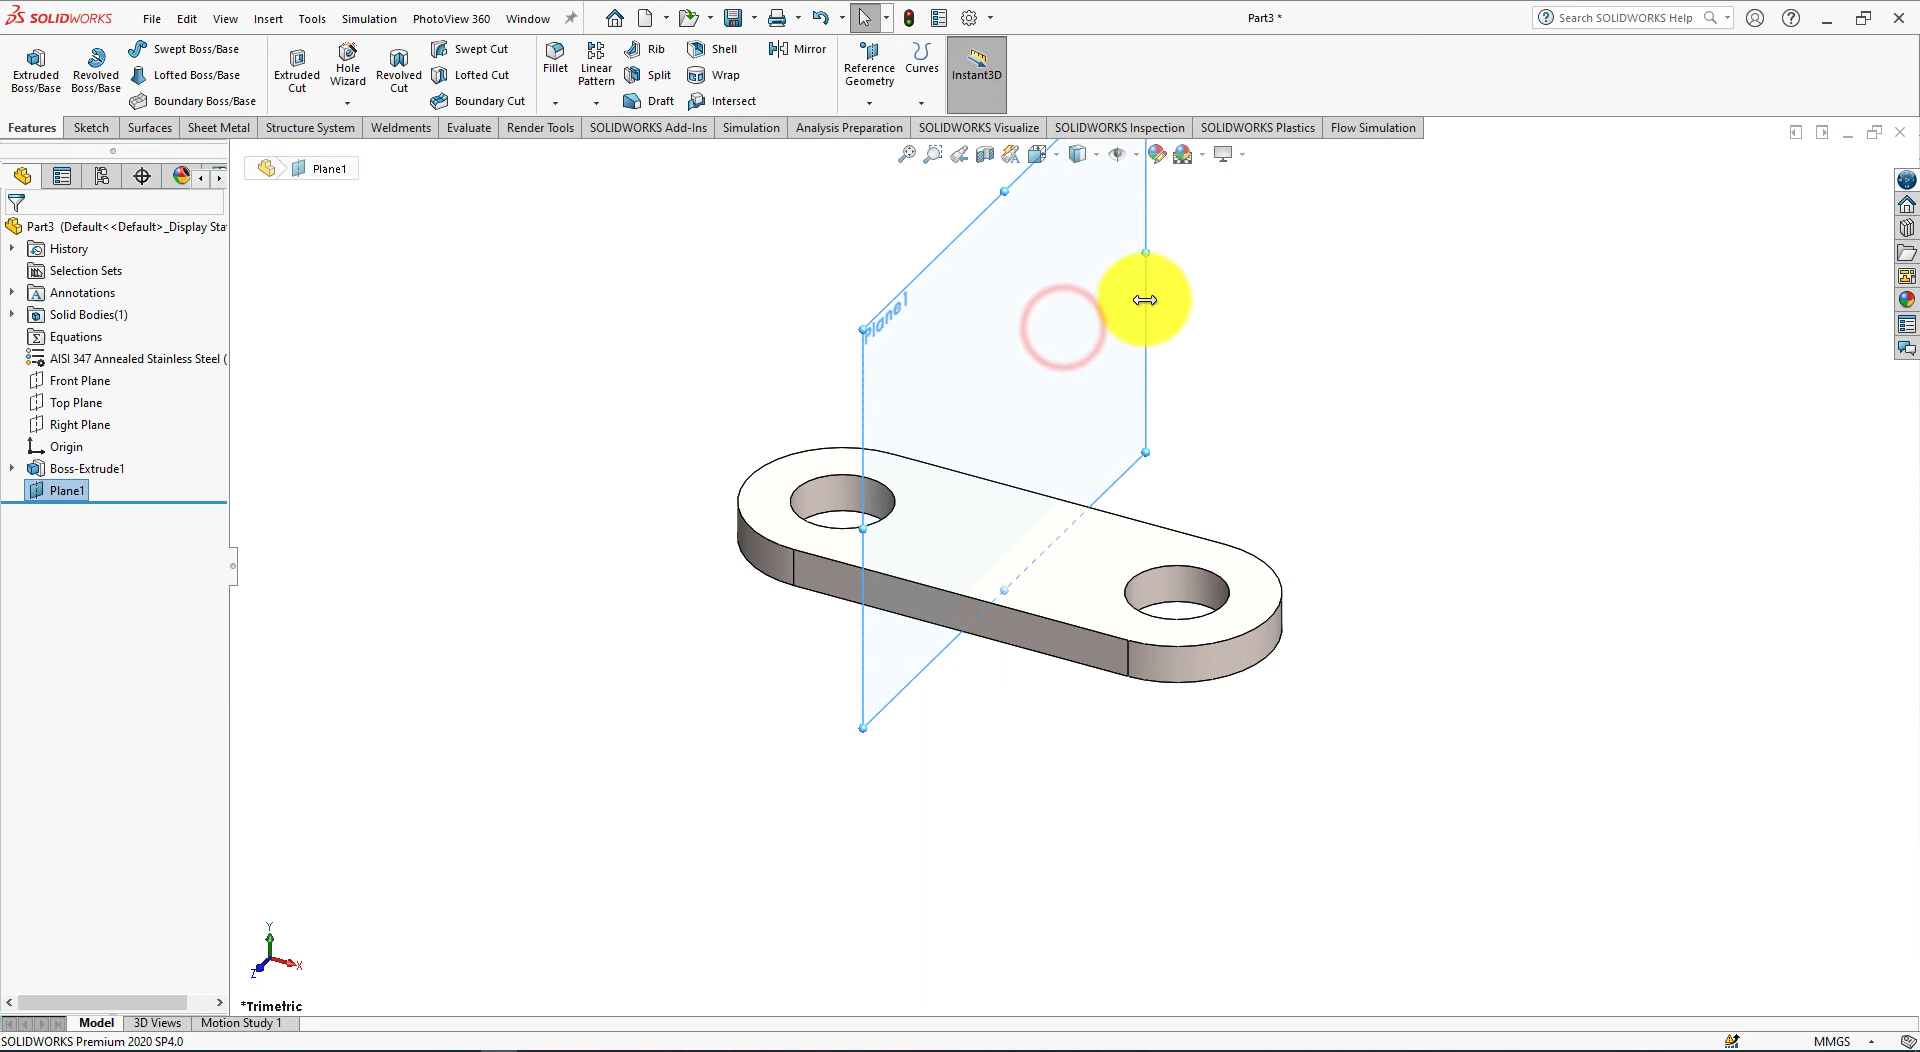 SOLIDWORKS File Edit View Insert Tools Simulation PhotoView 360 Window Part3 * Search SOLIDWORKS Help
Extruded Boss/Base
Revolved Boss/Base
Swept Boss/Base
Lofted Boss/Base
Boundary Boss/Base
Extruded Cut
Hole Wizard
Revolved Cut
Swept Cut
Lofted Cut
Boundary Cut
Fillet
Linear Pattern
Rib
Split
Draft
Shell
Wrap
Intersect
Mirror
Reference Geometry
Curves
Instant3D
Features Sketch Surfaces Sheet Metal Structure System Weldments Evaluate Render Tools SOLIDWORKS Add-Ins Simulation Analysis Preparation SOLIDWORKS Visualize SOLIDWORKS Inspection SOLIDWORKS Plastics Flow Simulation
Plane1
Part3 (Default<<Default>_Display Sta
History
Selection Sets
Annotations
Solid Bodies(1)
Equations
AISI 347 Annealed Stainless Steel (
Front Plane
Top Plane
Right Plane
Origin
Boss-Extrude1
Plane1
Plane1
Y
X
Z
*Trimetric
Model 3D Views Motion Study 1
SOLIDWORKS Premium 2020 SP4.0 MMGS